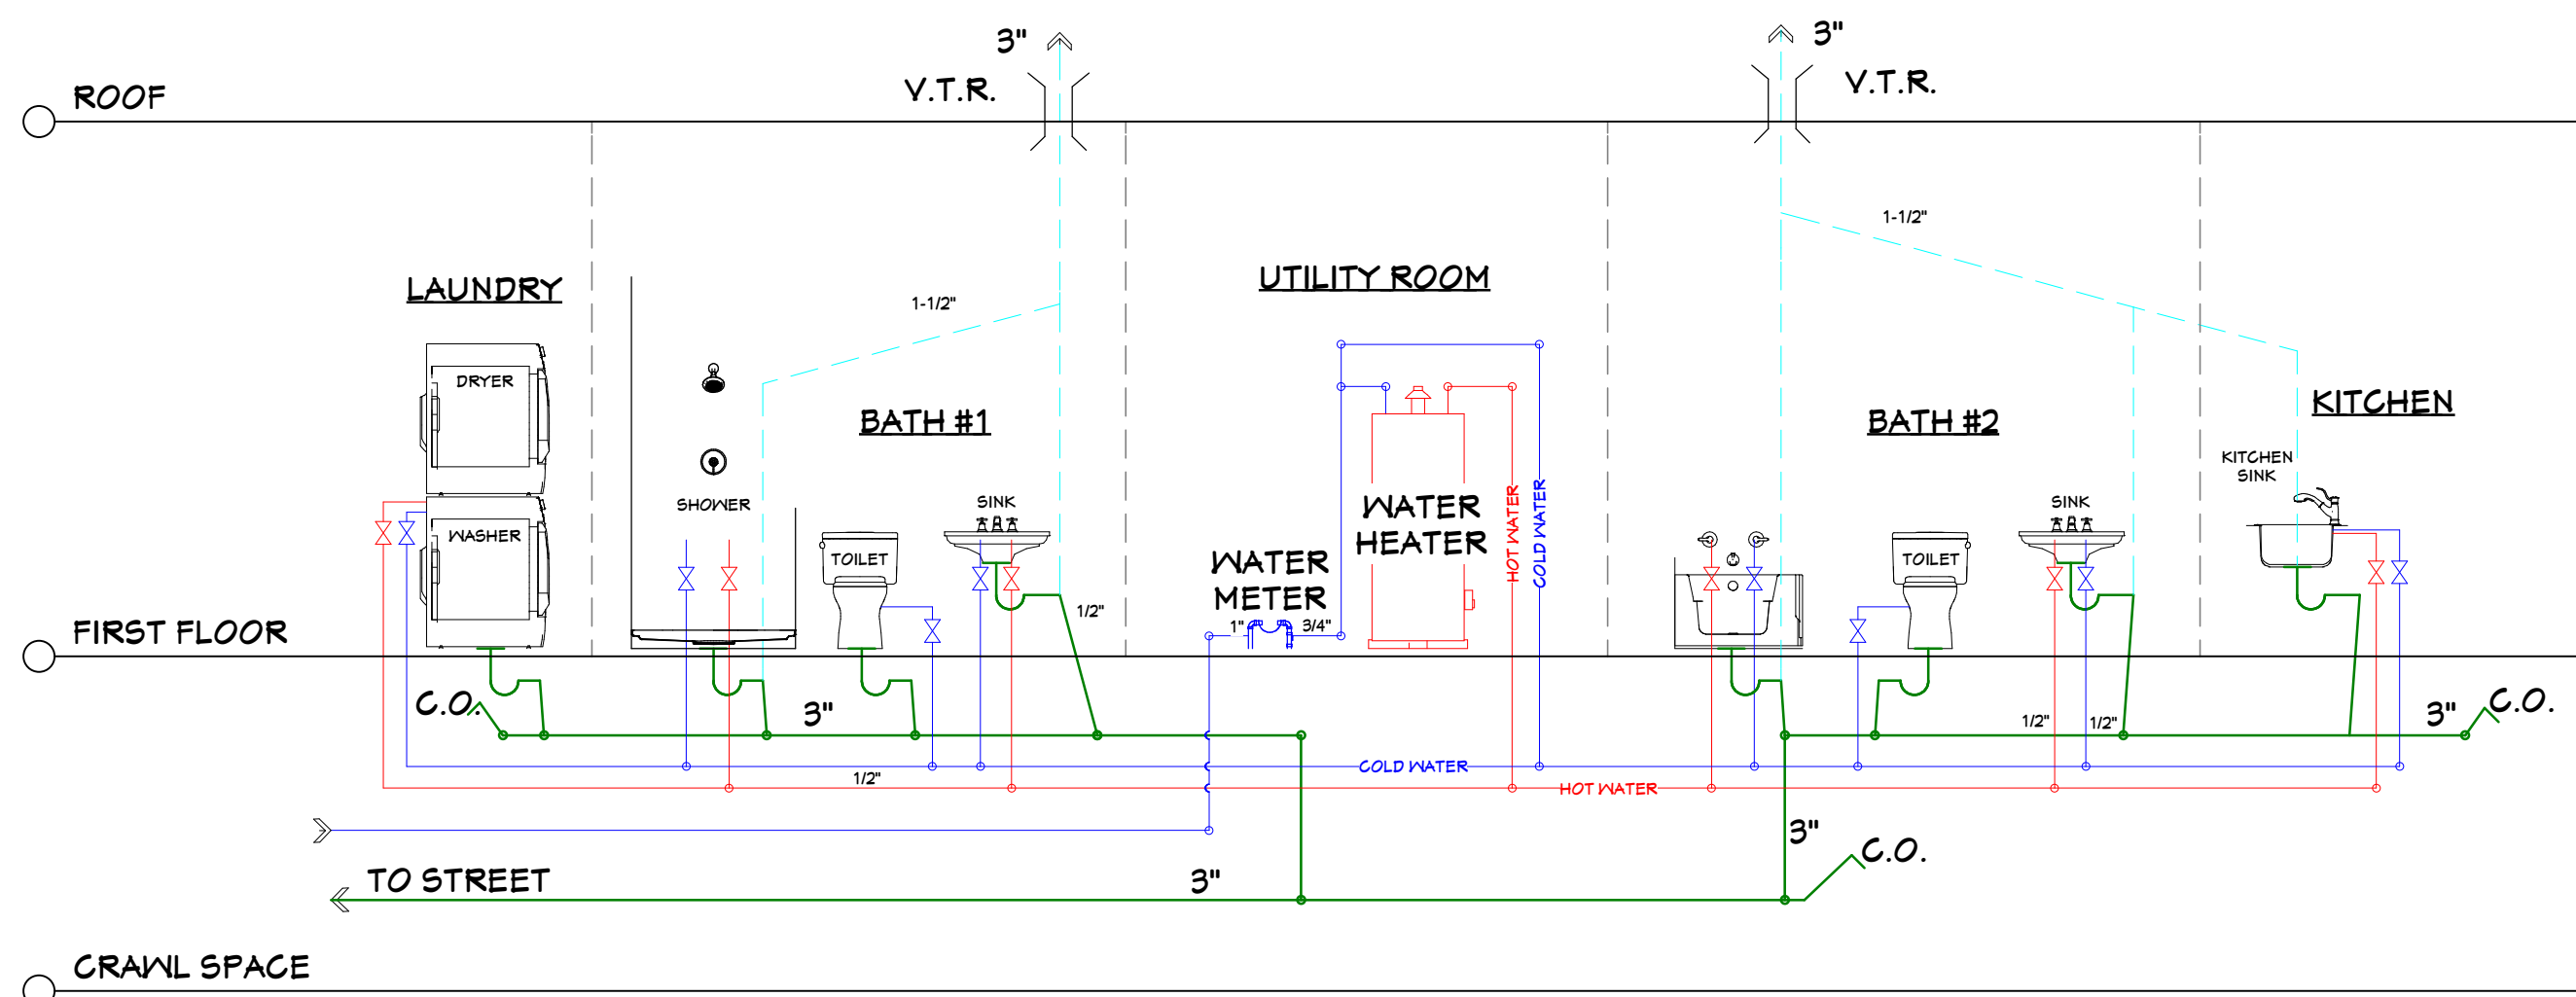 3"
3"
V.T.R.
V.T.R.
ROOF
1-1/2"
LAUNDRY
UTILITY ROOM
1-1/2"
DRYER
BATH #1
BATH #2
KITCHEN
KITCHEN
SINK
SHOWER
SINK
WATER
HEATER
HOT WATER
COLD WATER
SINK
WASHER
TOILET
WATER
METER
TOILET
1/2"
1"
3/4"
FIRST FLOOR
C.O.
3"
1/2"
1/2"
3"
C.O.
1/2"
COLD WATER
HOT WATER
3"
C.O.
TO STREET
3"
CRAWL SPACE